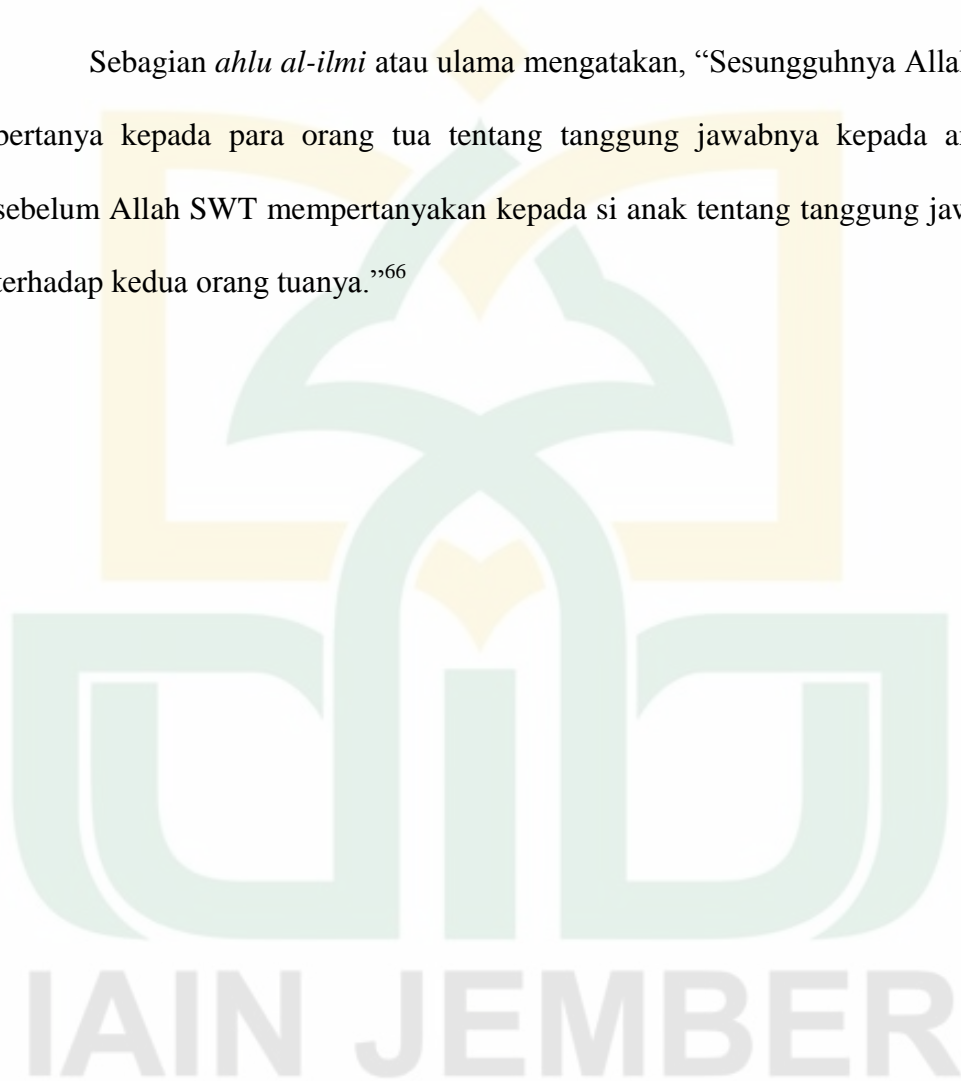 Sebagian ahlu al-ilmi atau ulama mengatakan, “Sesungguhnya Allah
bertanya kepada para orang tua tentang tanggung jawabnya kepada
sebelum Allah SWT mempertanyakan kepada si anak tentang tanggung
terhadap kedua orang tuanya.”66
IAIN JEMBER